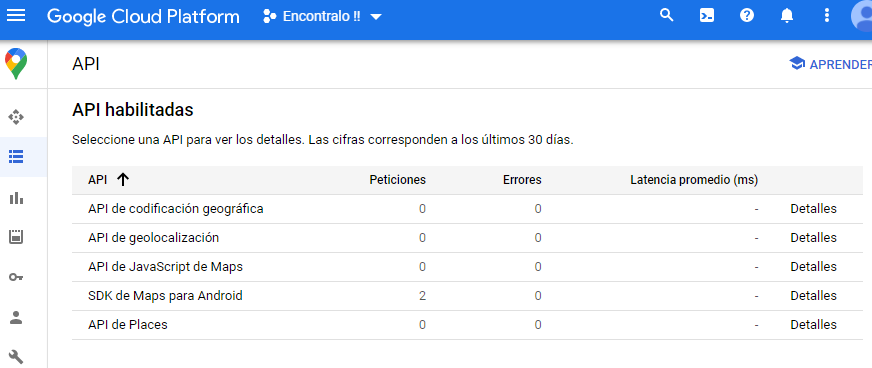 Google Cloud Platform Encontralo !!
API APRENDER
API habilitadas
Seleccione una API para ver los detalles. Las cifras corresponden a los últimos 30 días.
API Peticiones Errores Latencia promedio (ms)
API de codificación geográfica 0 0 - Detalles
API de geolocalización 0 0 - Detalles
API de JavaScript de Maps 0 0 - Detalles
SDK de Maps para Android 2 0 - Detalles
API de Places 0 0 - Detalles